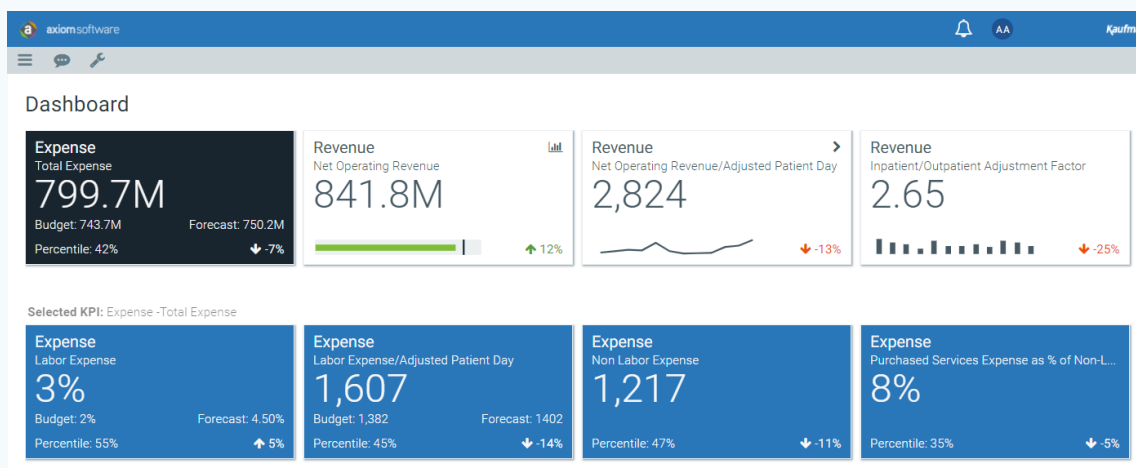 a axiom software
AA
Kaufm
Dashboard
Expense
Total Expense
799.7M
Budget: 743.7M Forecast: 750.2M
Percentile: 42% -7%
Revenue
Net Operating Revenue
841.8M
12%
Revenue
Net Operating Revenue/Adjusted Patient Day
2,824
-13%
Revenue
Inpatient/Outpatient Adjustment Factor
2.65
-25%
Selected KPI: Expense -Total Expense
Expense
Labor Expense
3%
Budget: 2% Forecast: 4.50%
Percentile: 55% 5%
Expense
Labor Expense/Adjusted Patient Day
1,607
Budget: 1,382 Forecast: 1402
Percentile: 45% -14%
Expense
Non Labor Expense
1,217
Percentile: 47% -11%
Expense
Purchased Services Expense as % of Non-L...
8%
Percentile: 35% -5%